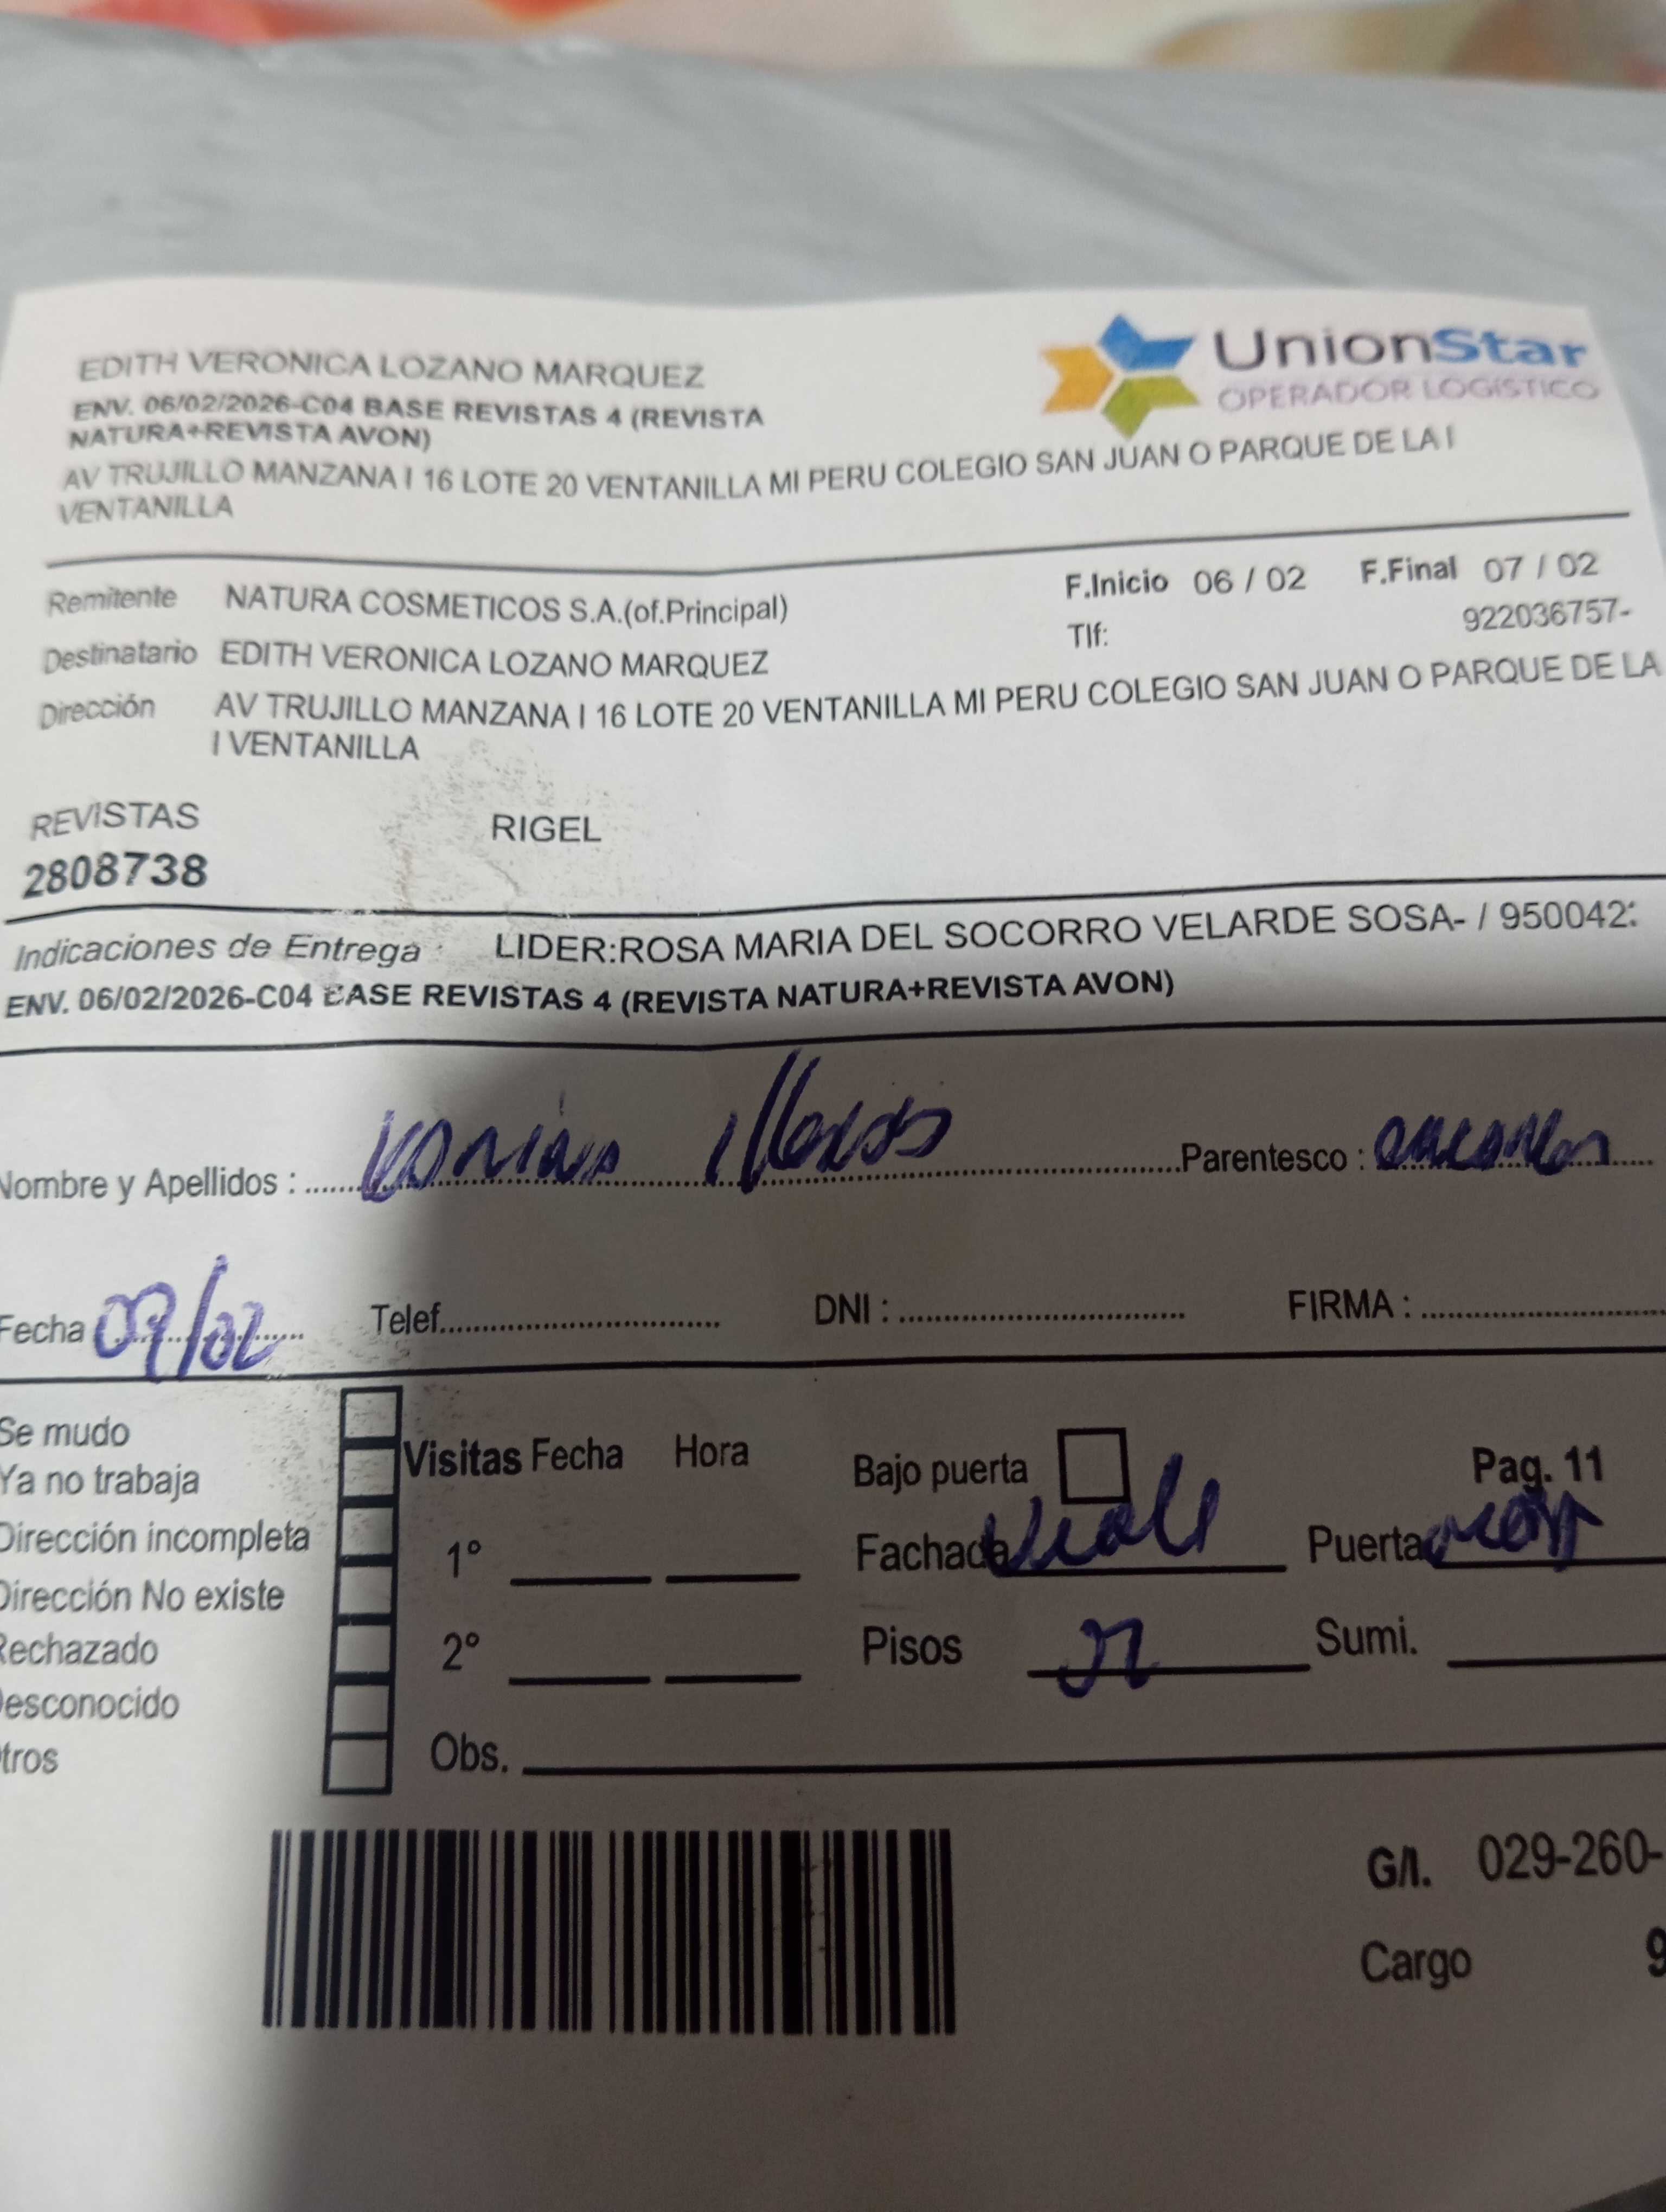 EDITH VERONICA LOZANO MARQUEZ
ENV. 06/02/2026-C04 BASE REVISTAS 4 (REVISTA
NATURA+REVISTA AVON)
AV TRUJILLO MANZANA I 16 LOTE 20 VENTANILLA MI PERU COLEGIO SAN JUAN O PARQUE DE LA I
VENTANILLA
UnionStar
OPERADOR LOGÍSTICO
Remitente NATURA COSMETICOS S.A.(of.Principal)
F.Inicio 06 / 02 F.Final 07 / 02
Tlf: 922036757-
Destinatario EDITH VERONICA LOZANO MARQUEZ
Dirección AV TRUJILLO MANZANA I 16 LOTE 20 VENTANILLA MI PERU COLEGIO SAN JUAN O PARQUE DE LA
I VENTANILLA
REVISTAS RIGEL
2808738
Indicaciones de Entrega : LIDER:ROSA MARIA DEL SOCORRO VELARDE SOSA- / 950042
ENV. 06/02/2026-C04 BASE REVISTAS 4 (REVISTA NATURA+REVISTA AVON)
Nombre y Apellidos : Parentesco :
Fecha 07/02 Telef. DNI : FIRMA :
Se mudo
Ya no trabaja
Dirección incompleta
Dirección No existe
Rechazado
Desconocido
Otros
Visitas Fecha Hora
1°
2°
Obs.
Bajo puerta Pag. 11
Fachada Puerta
Pisos Sumi.
G/I. 029-260-
Cargo 9